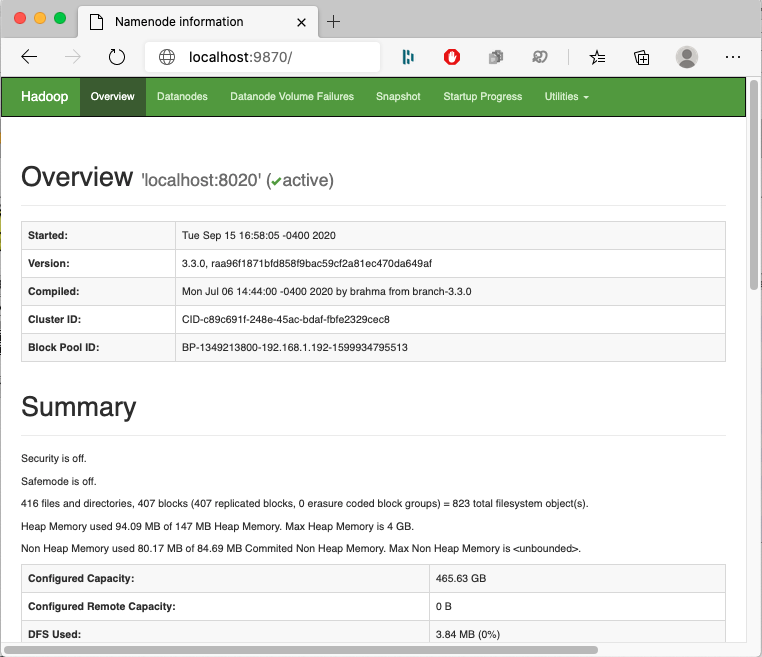 Namenode information
localhost:9870/
Hadoop Overview Datanodes Datanode Volume Failures Snapshot Startup Progress Utilities
Overview 'localhost:8020' (✔active)
Started: Tue Sep 15 16:58:05 -0400 2020
Version: 3.3.0, raa96f1871bfd858f9bac59cf2a81ec470da649af
Compiled: Mon Jul 06 14:44:00 -0400 2020 by brahma from branch-3.3.0
Cluster ID: CID-c89c691f-248e-45ac-bdaf-fbfe2329cec8
Block Pool ID: BP-1349213800-192.168.1.192-1599934795513
Summary
Security is off.
Safemode is off.
416 files and directories, 407 blocks (407 replicated blocks, 0 erasure coded block groups) = 823 total filesystem object(s).
Heap Memory used 94.09 MB of 147 MB Heap Memory. Max Heap Memory is 4 GB.
Non Heap Memory used 80.17 MB of 84.69 MB Commited Non Heap Memory. Max Non Heap Memory is <unbounded>.
Configured Capacity: 465.63 GB
Configured Remote Capacity: 0 B
DFS Used: 3.84 MB (0%)